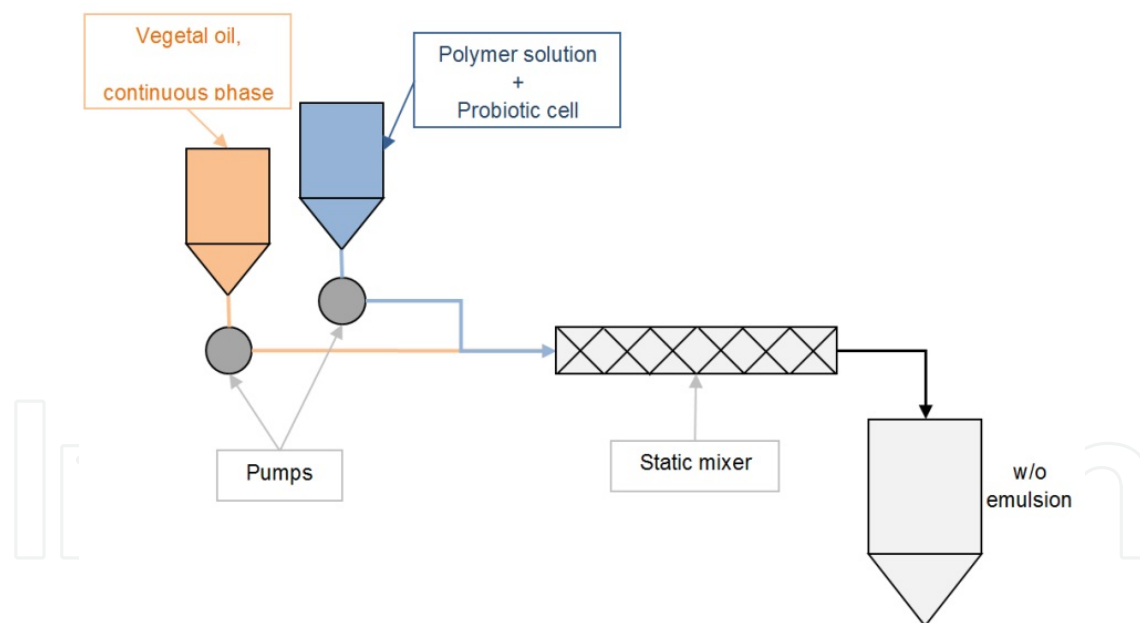 Vegetal oil,
continuous phase
Polymer solution
+
Probiotic cell
Pumps
Static mixer
w/o
emulsion